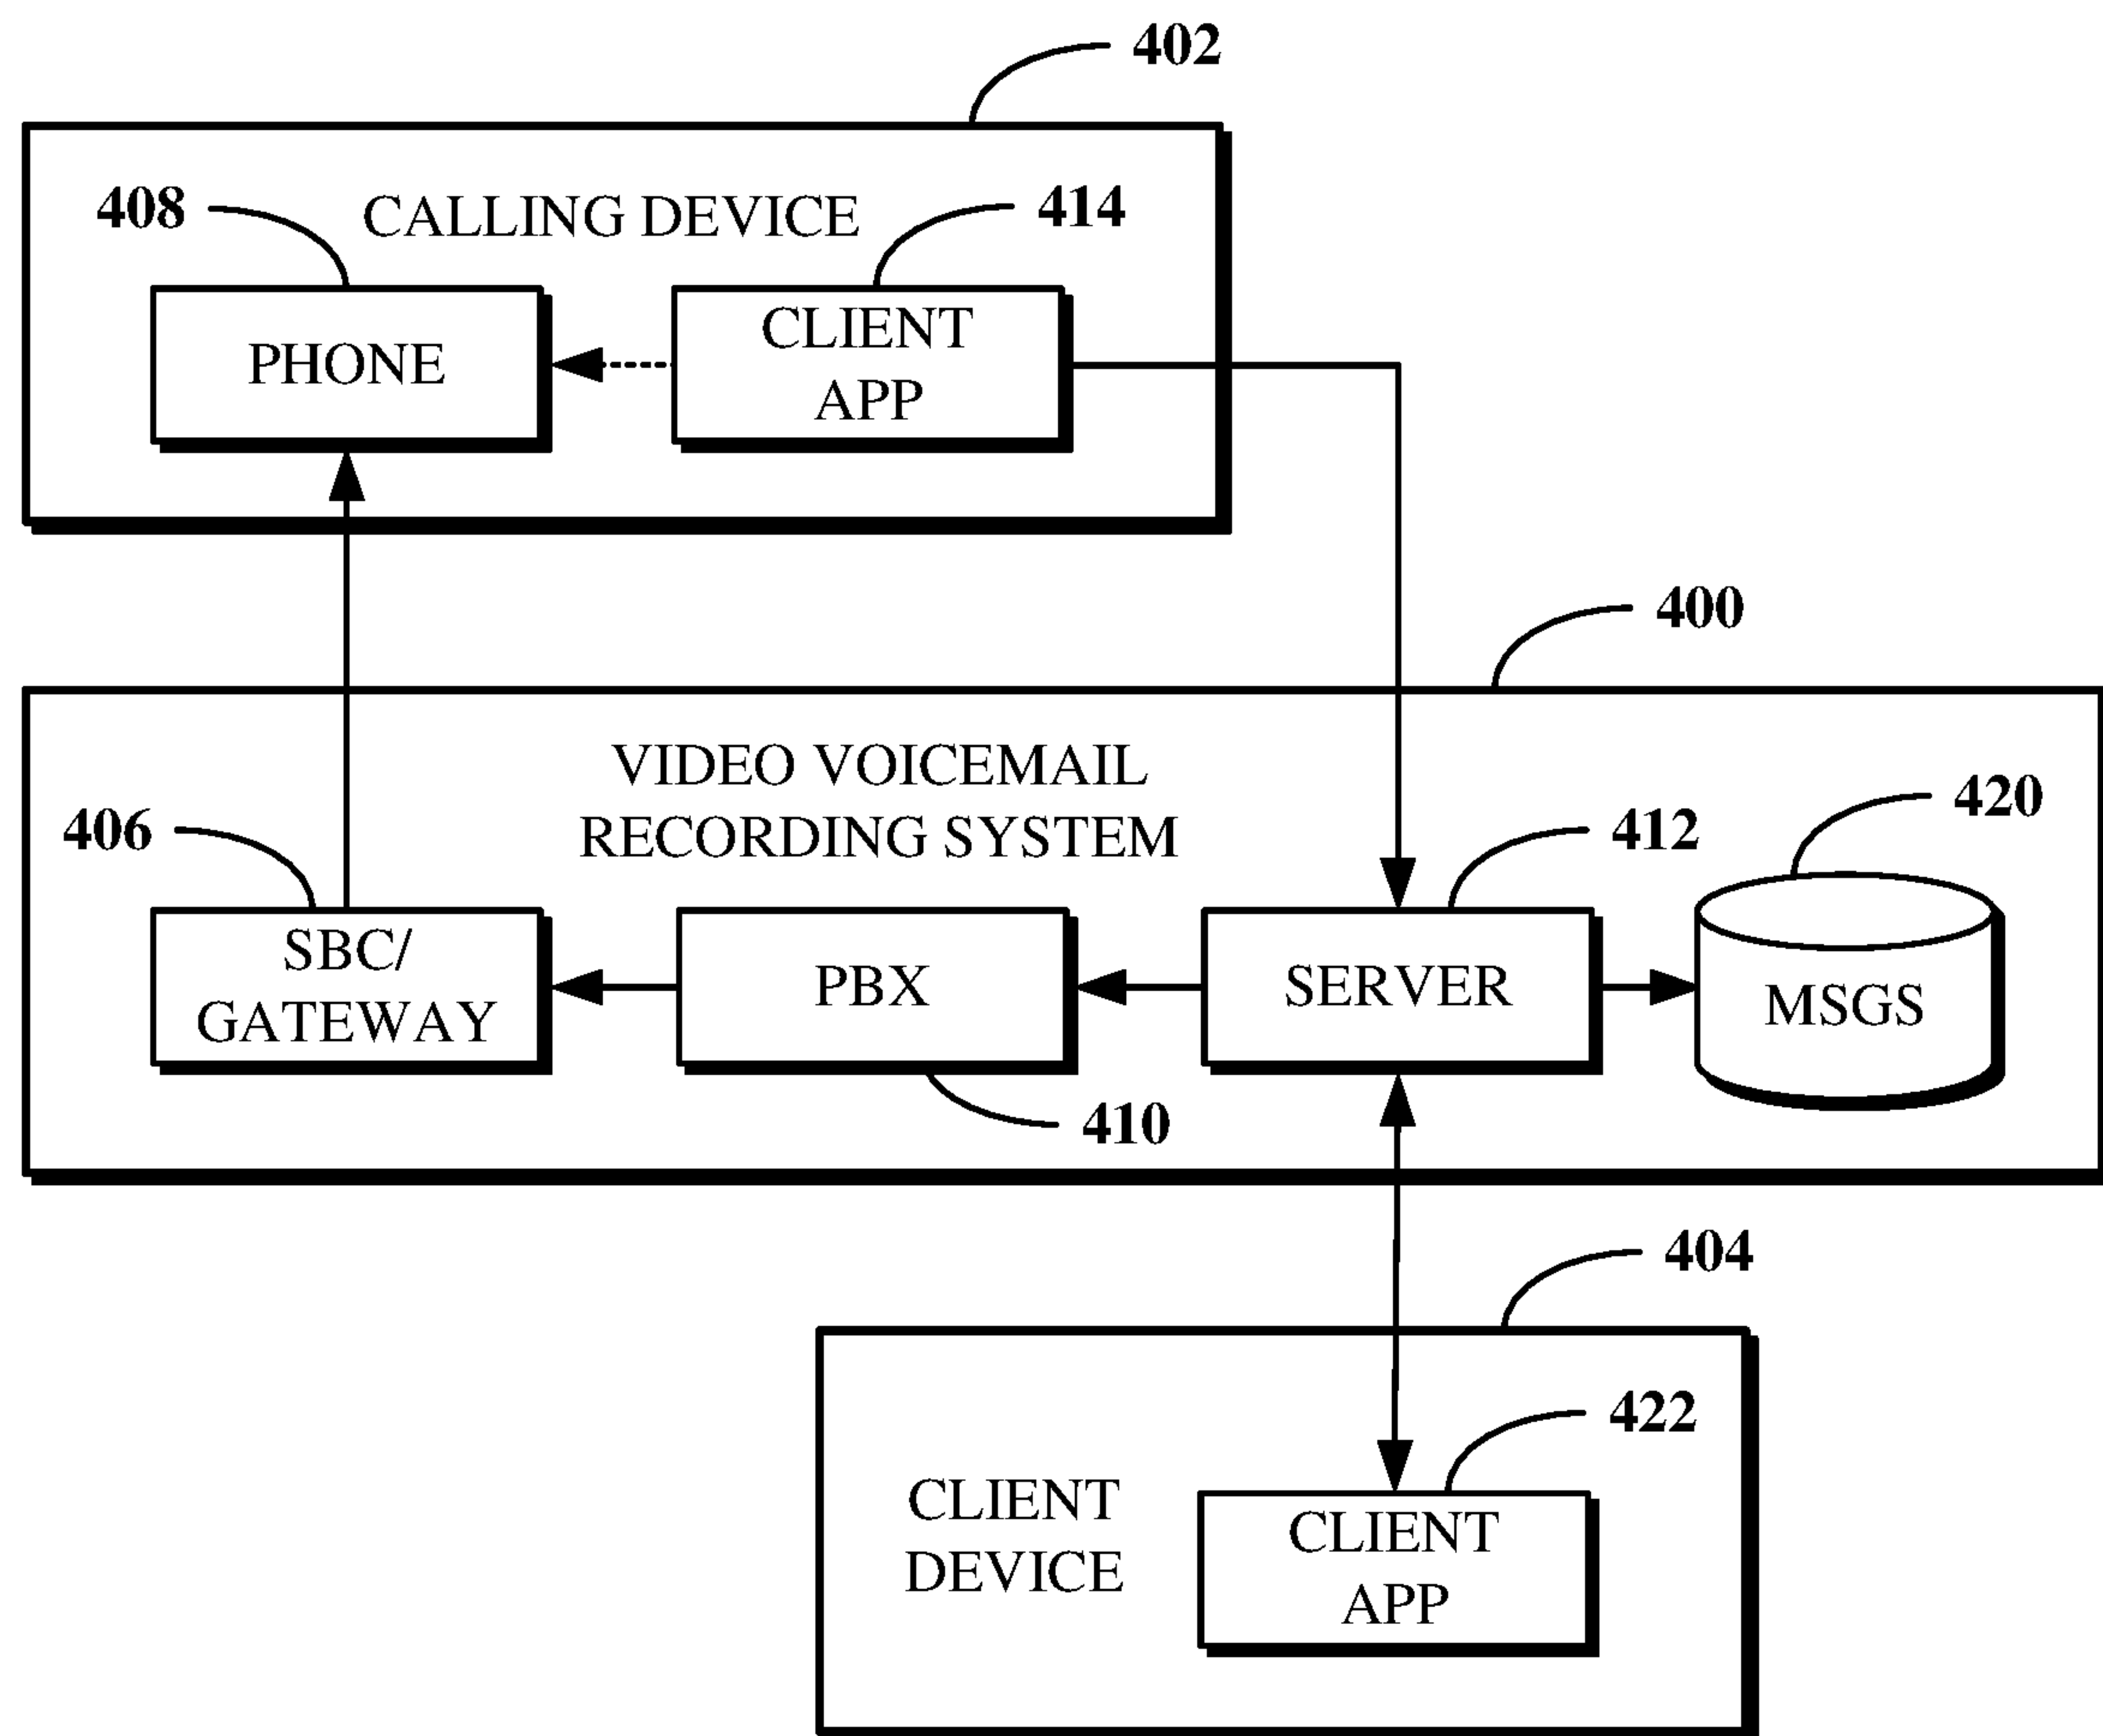 402
408
CALLING DEVICE
414
PHONE
CLIENT
APP
400
VIDEO VOICEMAIL
RECORDING SYSTEM
406
412
420
SBC/
GATEWAY
PBX
SERVER
MSGS
410
404
422
CLIENT
DEVICE
CLIENT
APP